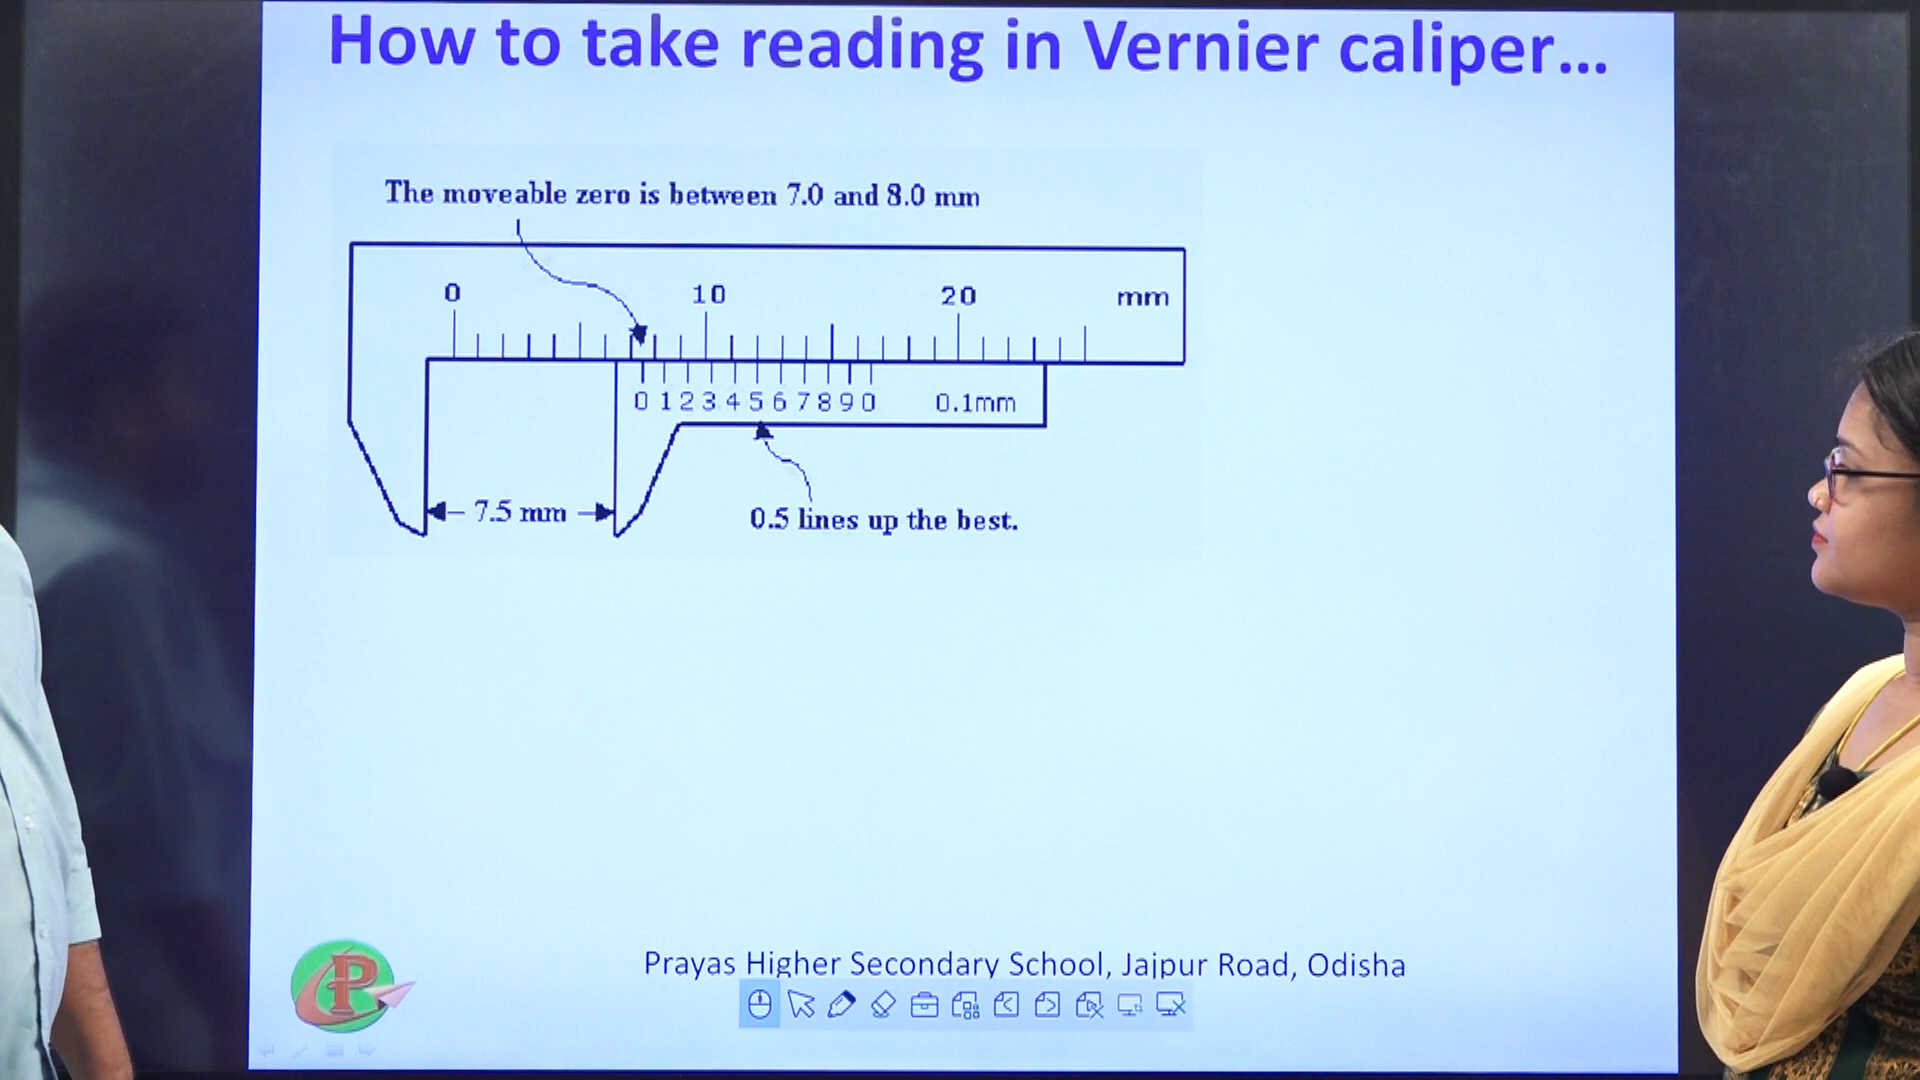 How to take reading in Vernier caliper...
The moveable zero is between 7.0 and 8.0 mm
0 10 20 mm
0 1 2 3 4 5 6 7 8 9 0 0.1mm
7.5 mm
0.5 lines up the best.
P
Prayas Higher Secondary School, Jajpur Road, Odisha